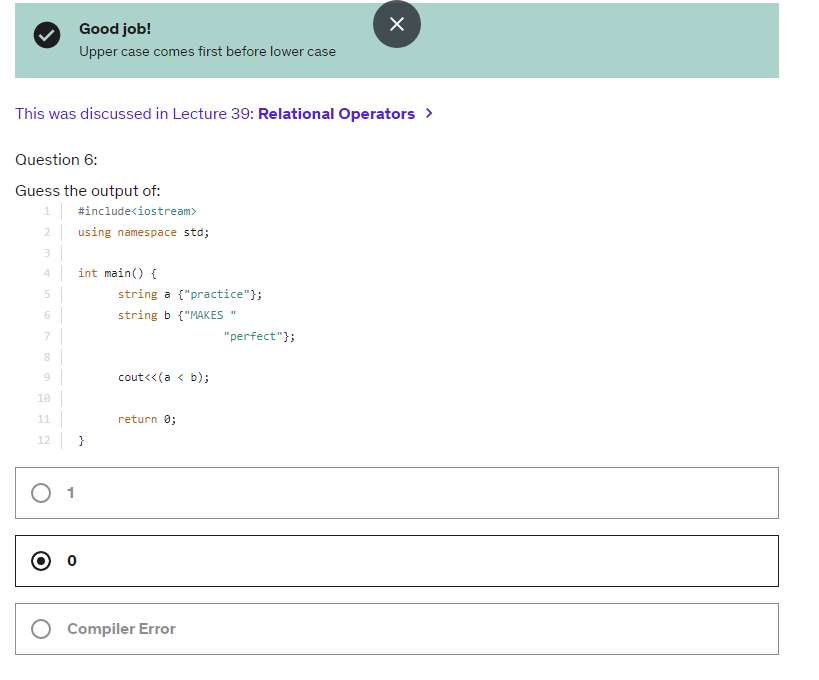 Good job!
Upper case comes first before lower case
This was discussed in Lecture 39: Relational Operators >
Question 6:
Guess the output of:
1 #include<iostream>
2 using namespace std;
3
4 int main() {
5 string a {"practice"};
6 string b {"MAKES "
7 "perfect"};
8
9 cout<<(a < b);
10
11 return 0;
12 }
1
0
Compiler Error